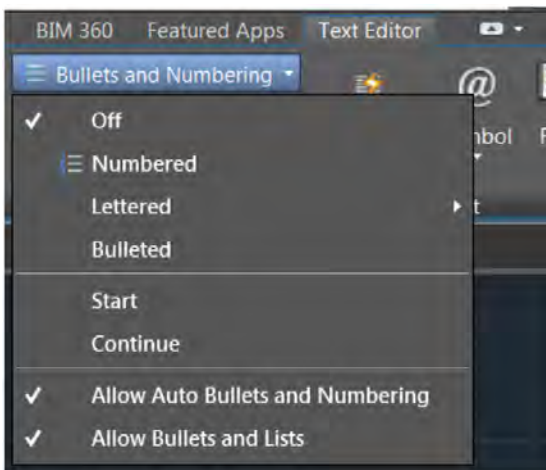 BIM 360 Featured Apps Text Editor
Bullets and Numbering
@
Off
Numbered
Lettered
Bulleted
Start
Continue
Allow Auto Bullets and Numbering
Allow Bullets and Lists